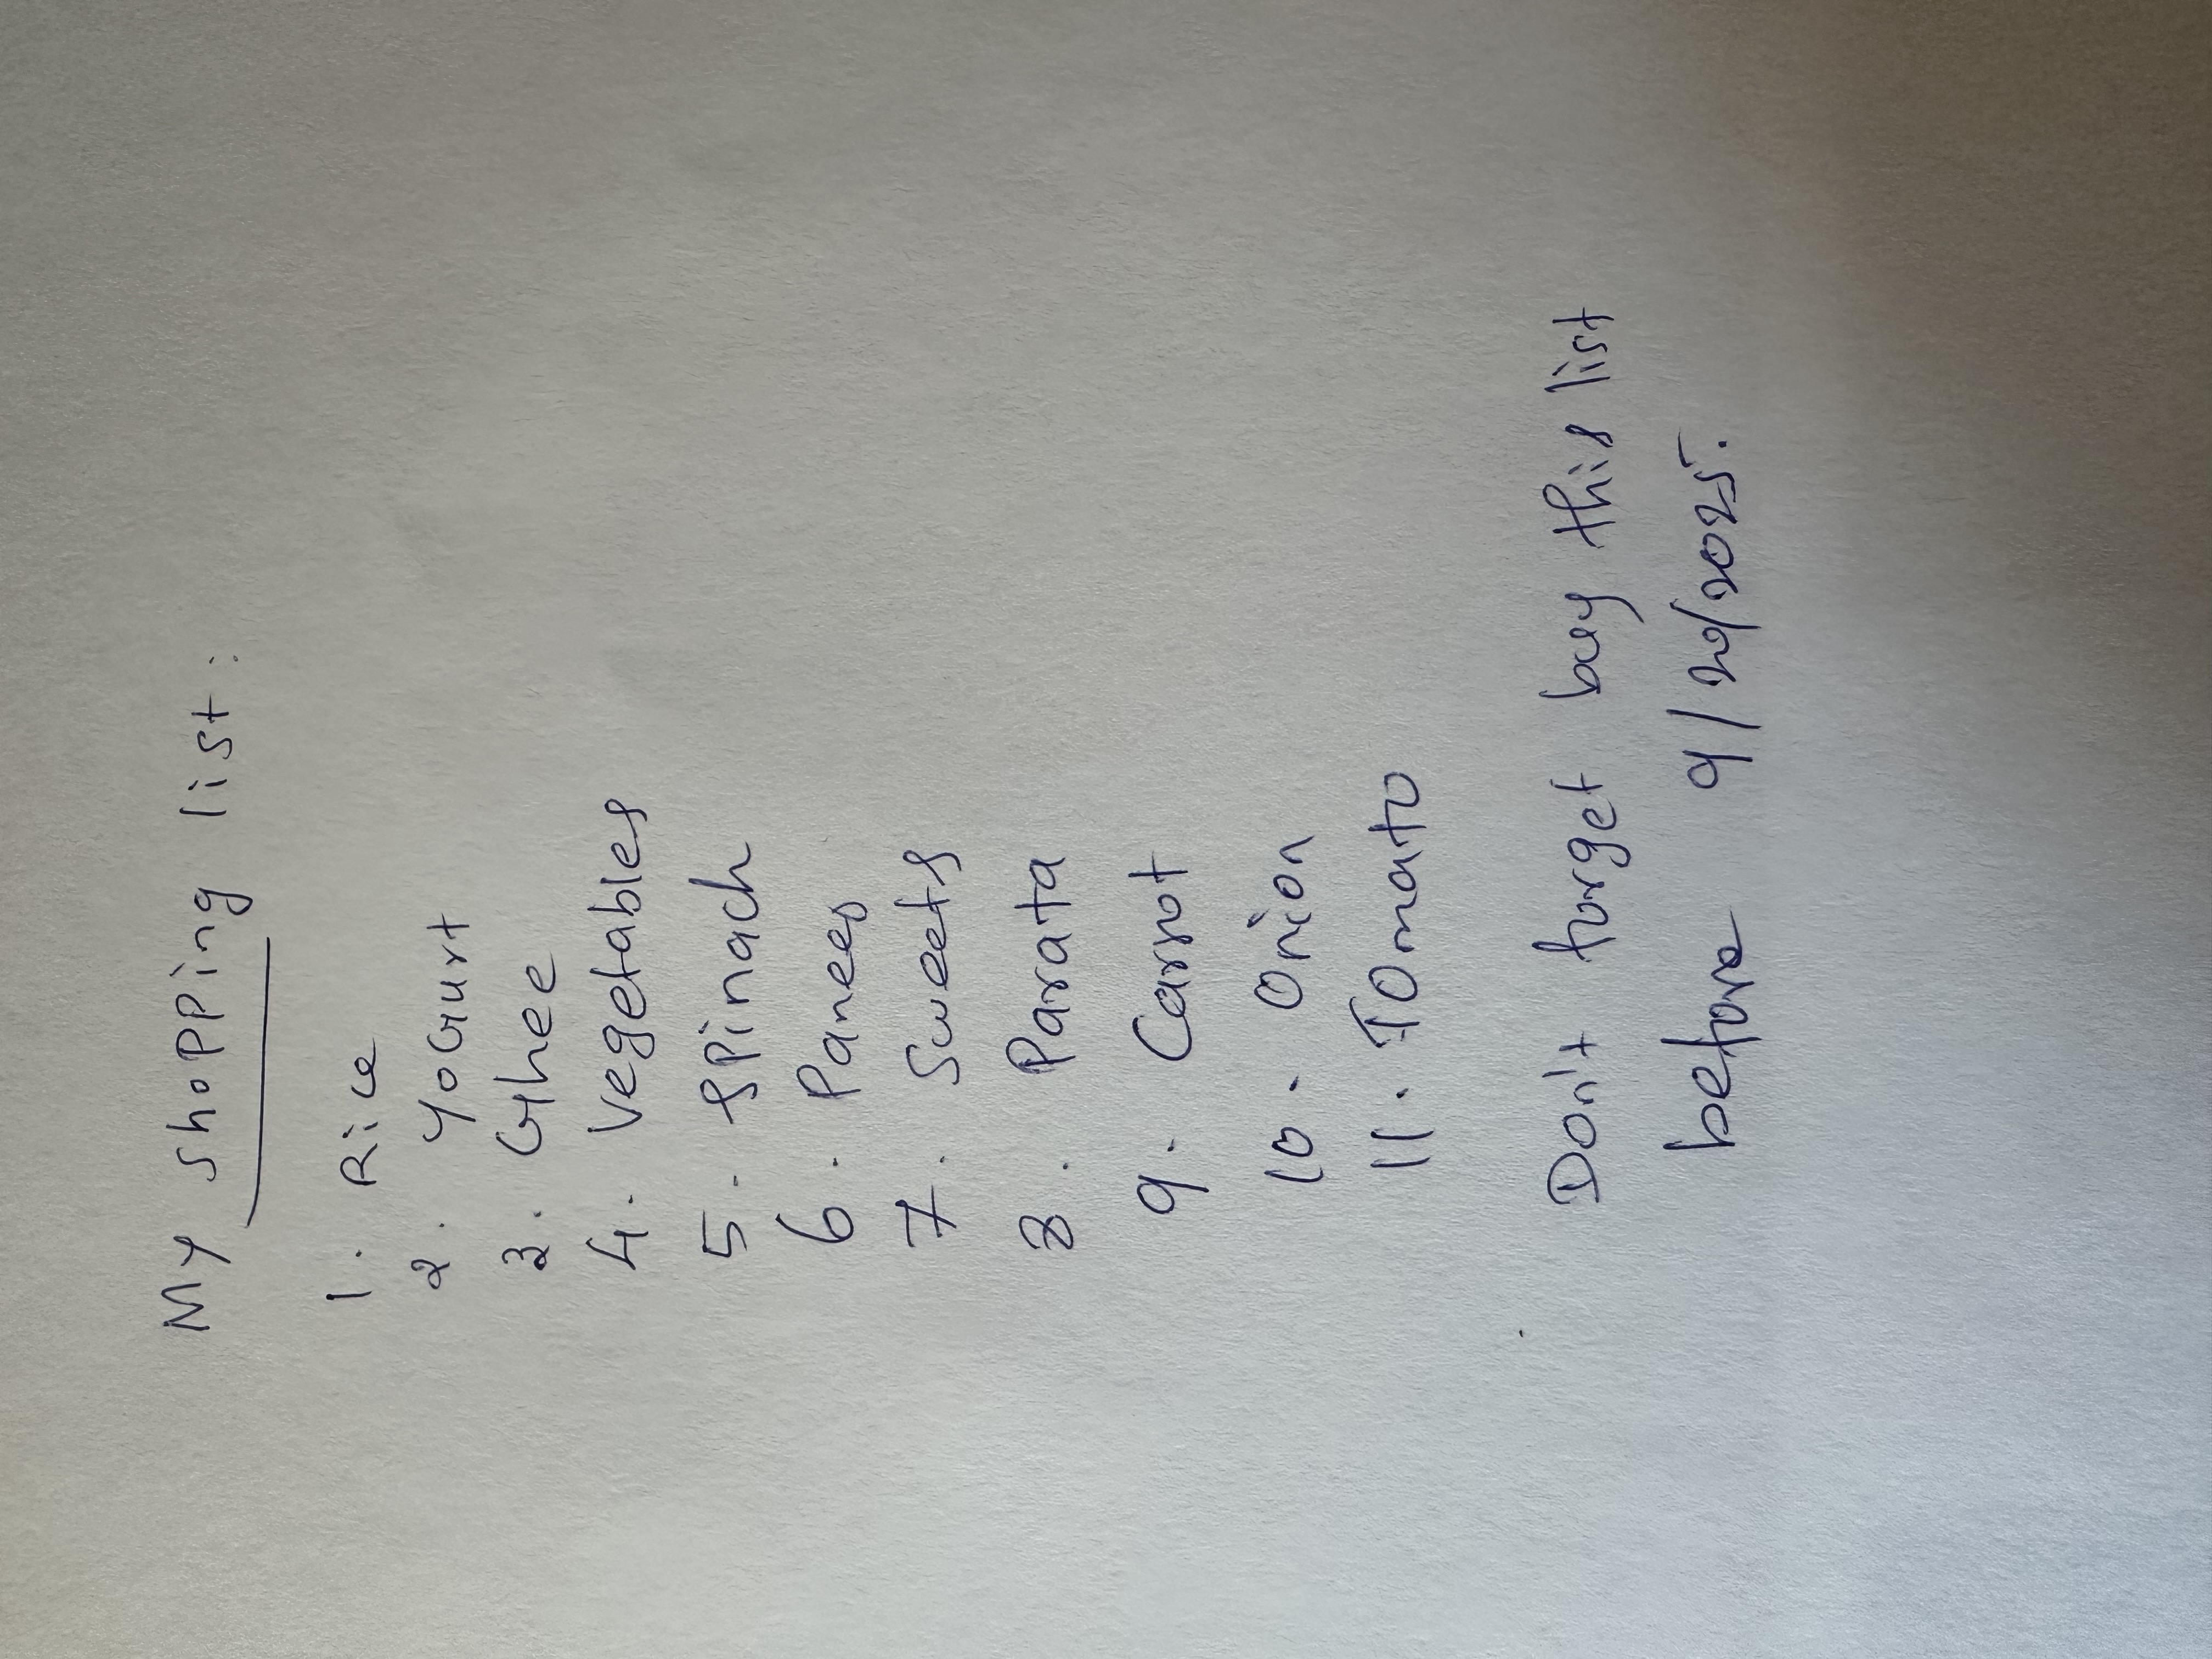 My shopping list:
1. Rice
2. YoGurt
3. Ghee
4. Vegetables
5. Spinach
6. Paneer
7. Sweets
8. Parata
9. Carrot
10. Onion
11. TOmato
Don't forget buy this list
before 9/20/2025.